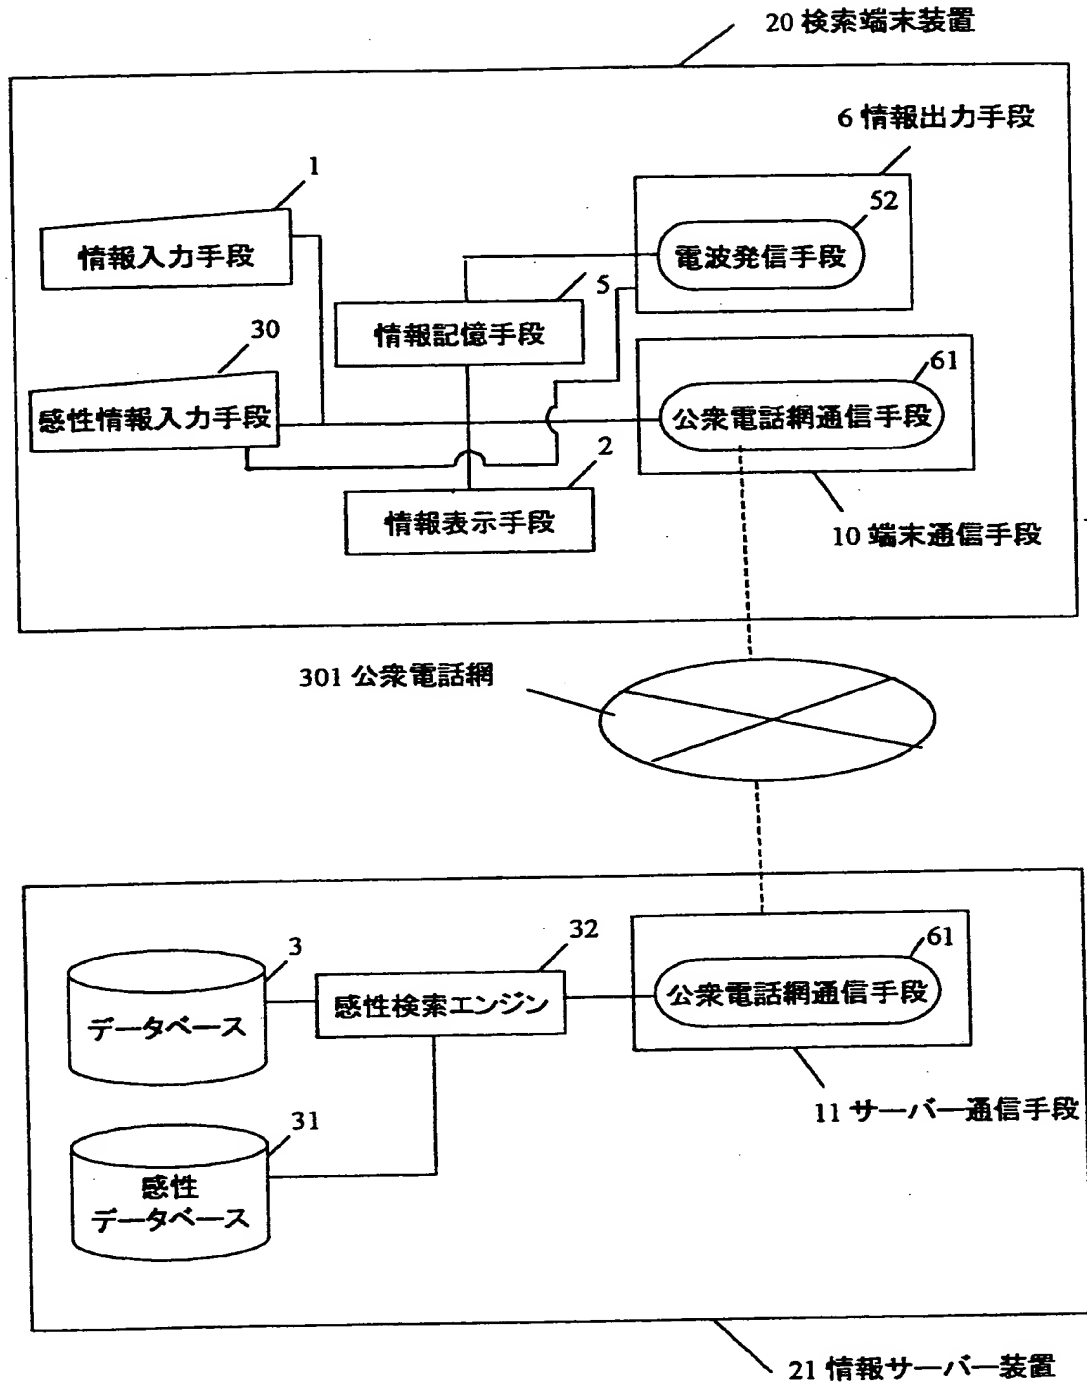 20 検索端末装置
6 情報出力手段
1
情報入力手段
52
電波発信手段
5
情報記憶手段
30
感性情報入力手段
61
公衆電話網通信手段
2
情報表示手段
10 端末通信手段
301 公衆電話網
3
データベース
32
感性検索エンジン
61
公衆電話網通信手段
11 サーバー通信手段
31
感性
データベース
21 情報サーバー装置